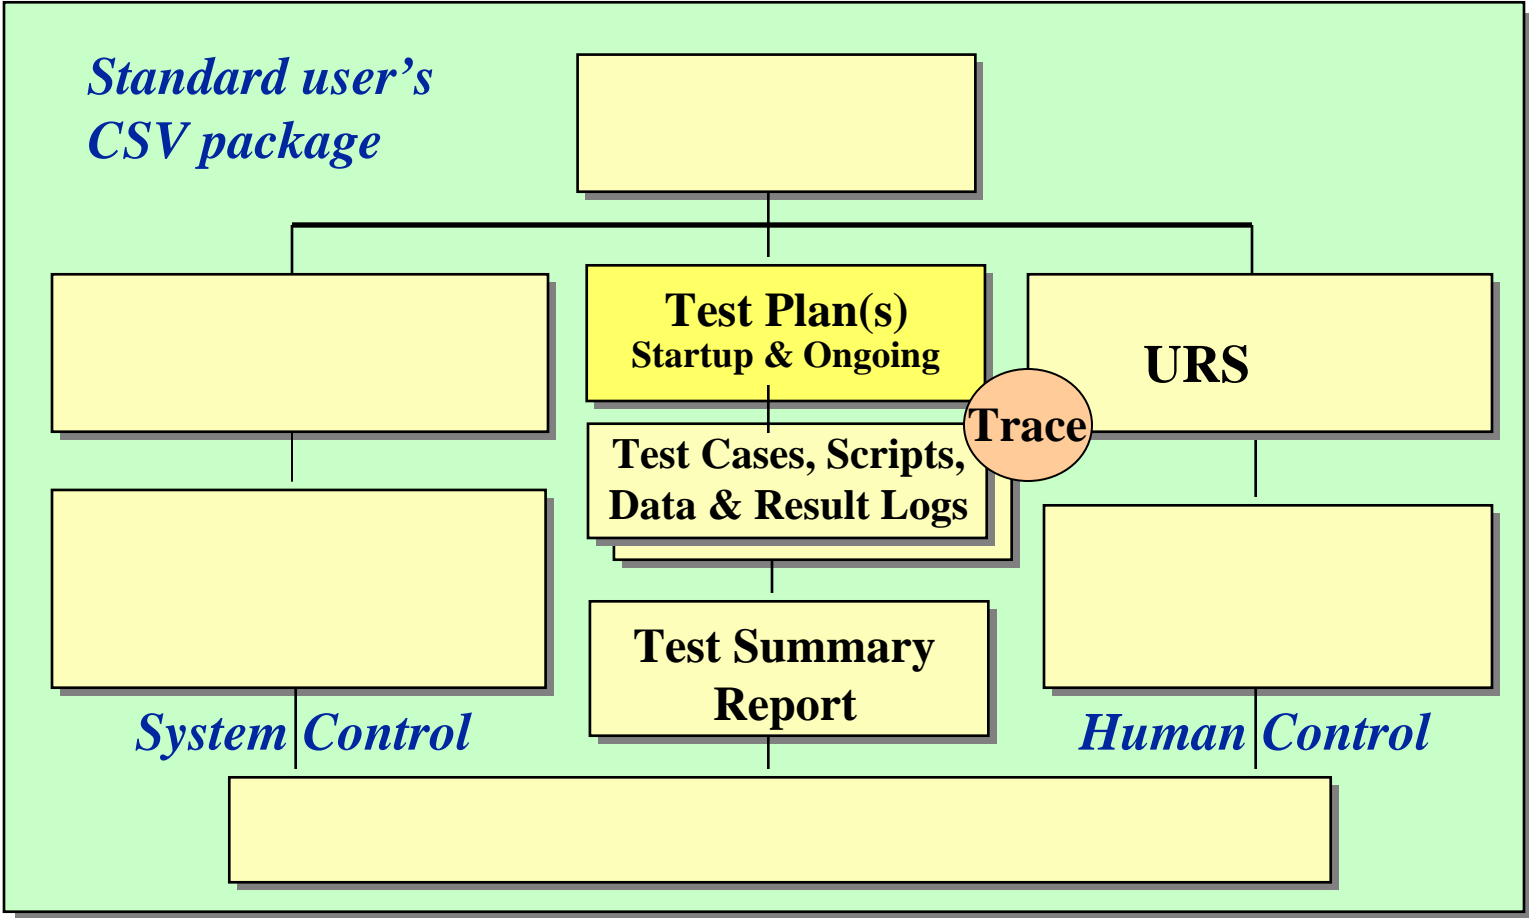 Standard user’s
CSV package
Test Plan(s)
Startup & Ongoing
URS
Trace
Test Cases, Scripts,
Data & Result Logs
Test Summary
Report
System Control
Human Control